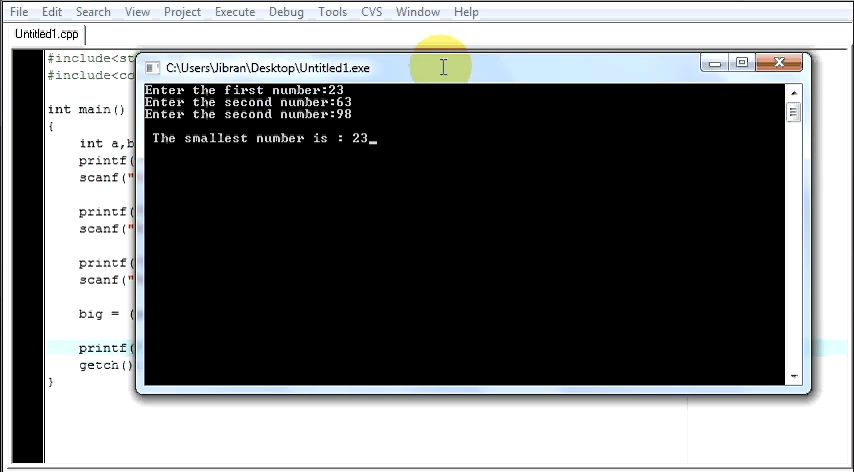 File Edit Search View Project Execute Debug Tools CVS Window Help
Untitled1.cpp
#include<st
#include<co
int main()
{
int a,b
printf(
scanf("
printf(
scanf("
printf(
scanf("
big = (
printf(
getch()
}
C:\Users\Jibran\Desktop\Untitled1.exe
Enter the first number:23
Enter the second number:63
Enter the second number:98
The smallest number is : 23_